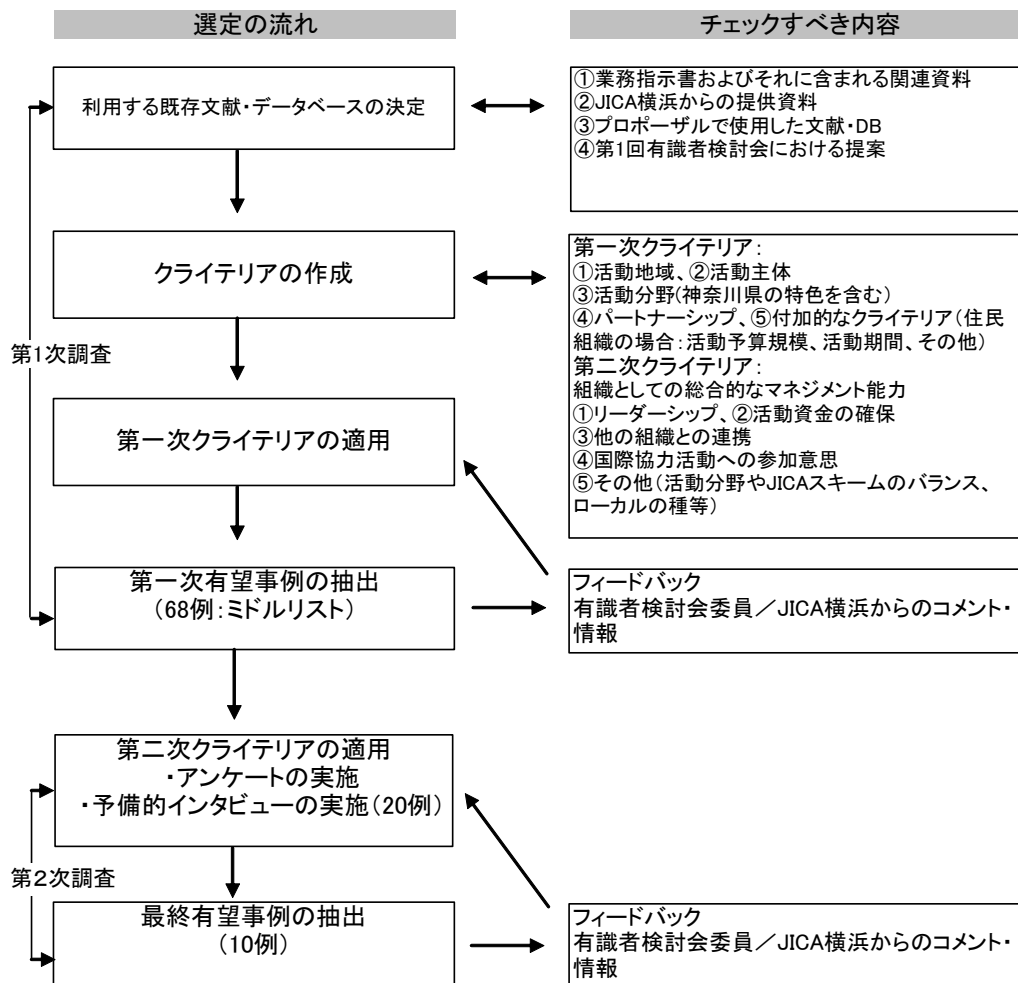 選定の流れ
チェックすべき内容
利用する既存文献・データベースの決定
①業務指示書およびそれに含まれる関連資料
②JICA横浜からの提供資料
③プロポーザルで使用した文献・DB
④第1回有識者検討会における提案
クライテリアの作成
第一次クライテリア：
①活動地域、②活動主体
③活動分野(神奈川県の特色を含む）
④パートナーシップ、⑤付加的なクライテリア（住民
組織の場合：活動予算規模、活動期間、その他）
第二次クライテリア：
組織としての総合的なマネジメント能力
①リーダーシップ、②活動資金の確保
③他の組織との連携
④国際協力活動への参加意思
⑤その他（活動分野やJICAスキームのバランス、
ローカルの種等）
第1次調査
第一次クライテリアの適用
第一次有望事例の抽出
（68例：ミドルリスト）
フィードバック
有識者検討会委員／JICA横浜からのコメント・
情報
第二次クライテリアの適用
・アンケートの実施
・予備的インタビューの実施（20例）
第２次調査
最終有望事例の抽出
（10例）
フィードバック
有識者検討会委員／JICA横浜からのコメント・
情報